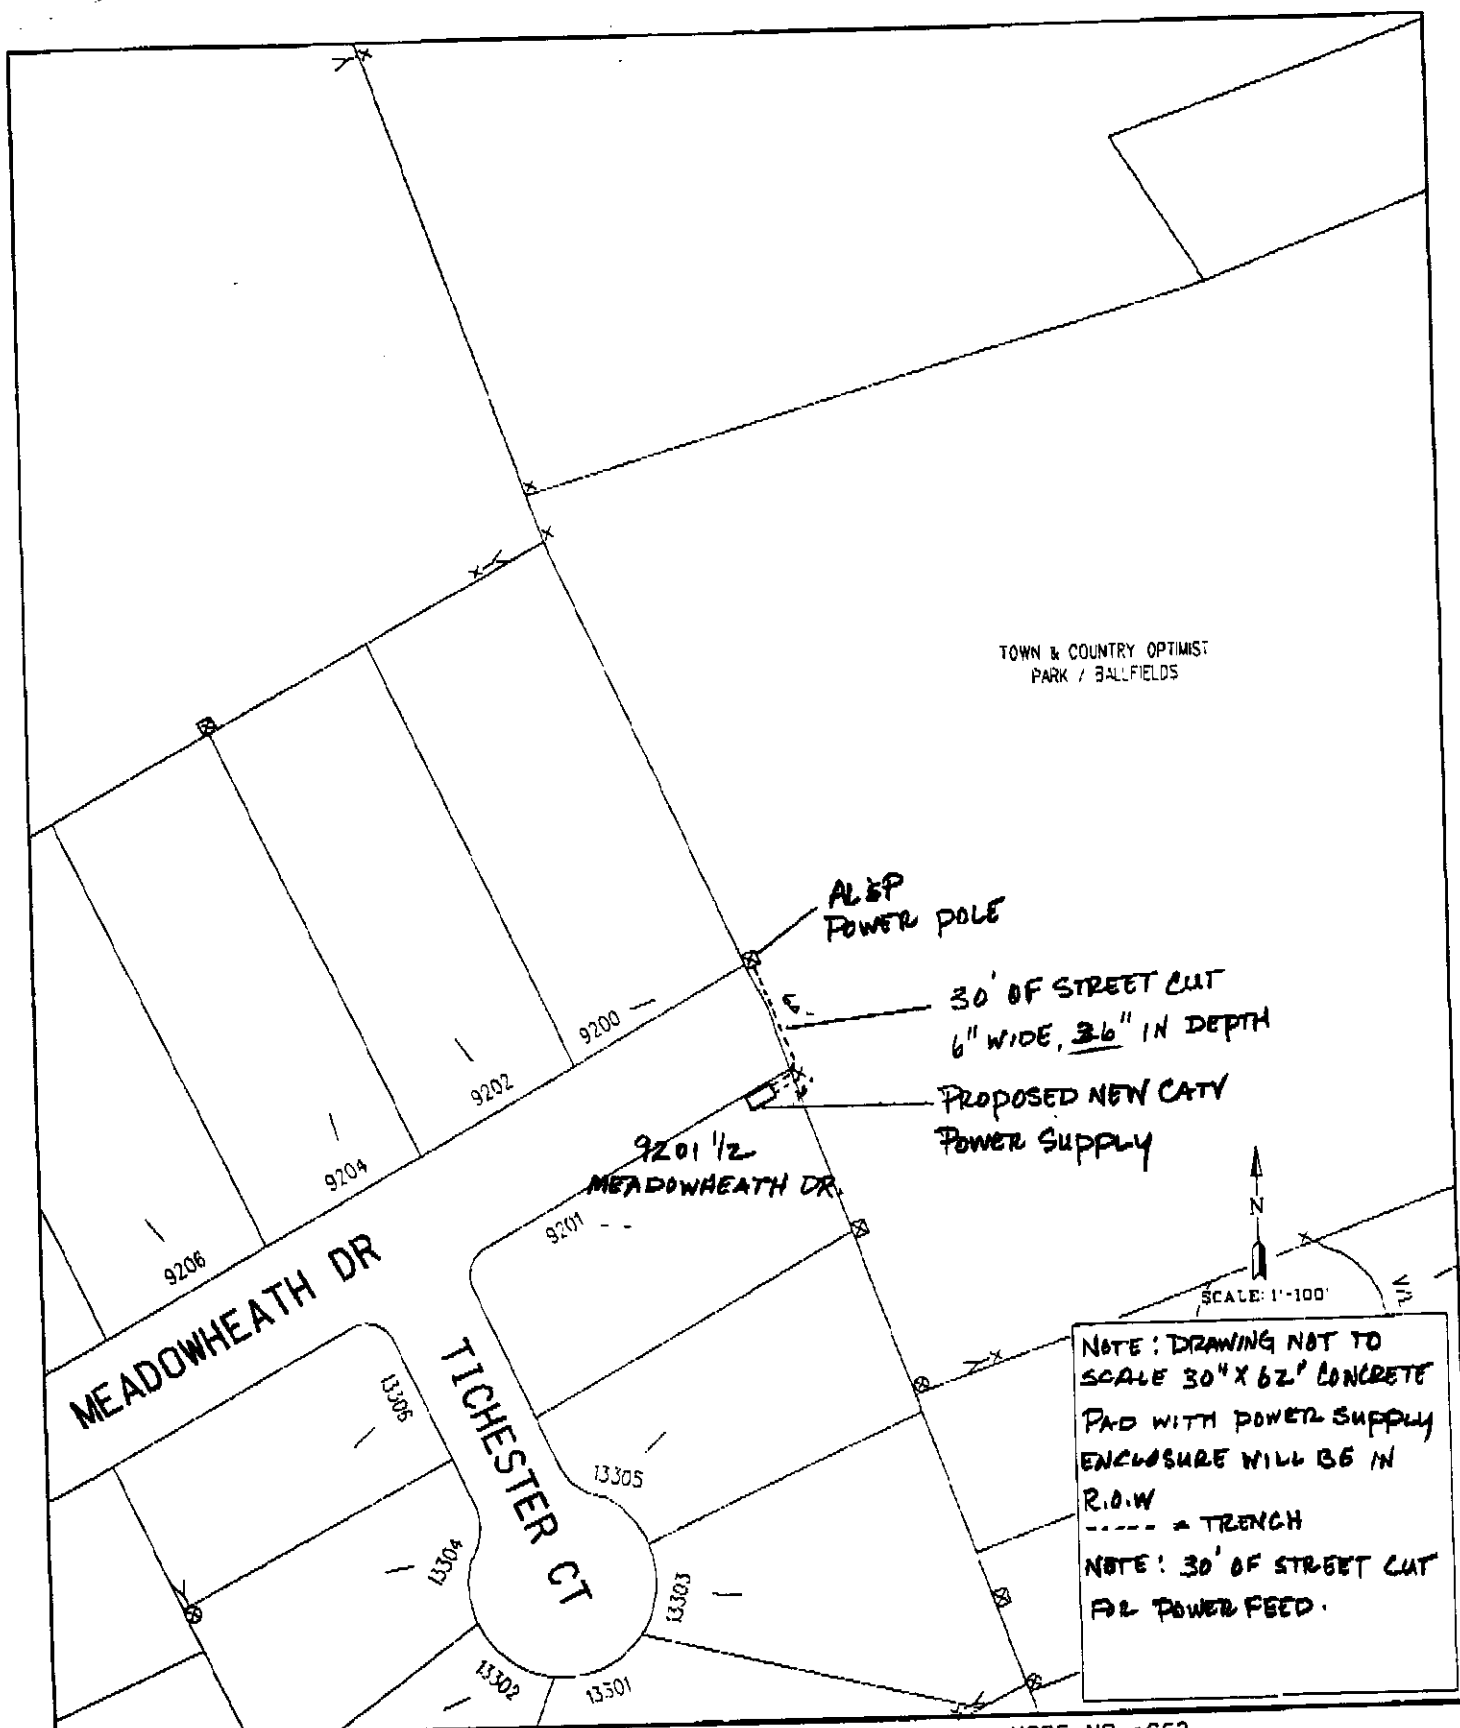 TOWN & COUNTRY OPTIMIST
PARK / BALLFIELDS
POWER POLE
30' OF STREET CUT
6" WIDE, 36" IN DEPTH
9200
9202
9204
9206
PROPOSED NEW CATV
POWER SUPPLY
9201 1/2
MEADOWHEATH DR.
9201
MEADOWHEATH DR
TICHESTER CT
N
SCALE: 1"-100'
13306
13305
13304
13303
13302
13301
NOTE: DRAWING NOT TO
SCALE 30" X 62" CONCRETE
PAD WITH POWER SUPPLY
ENCLOSURE WILL BE IN
R.O.W
----- = TRENCH
NOTE: 30' OF STREET CUT
FOR POWER FEED.